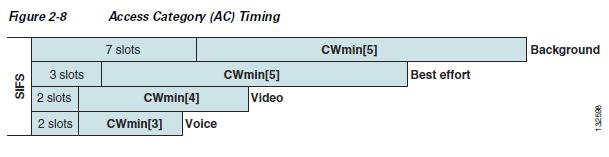 Figure 2-8 Access Category (AC) Timing
SIFS
7 slots CWmin[5] Background
3 slots CWmin[5] Best effort
2 slots CWmin[4] Video
2 slots CWmin[3] Voice
132596